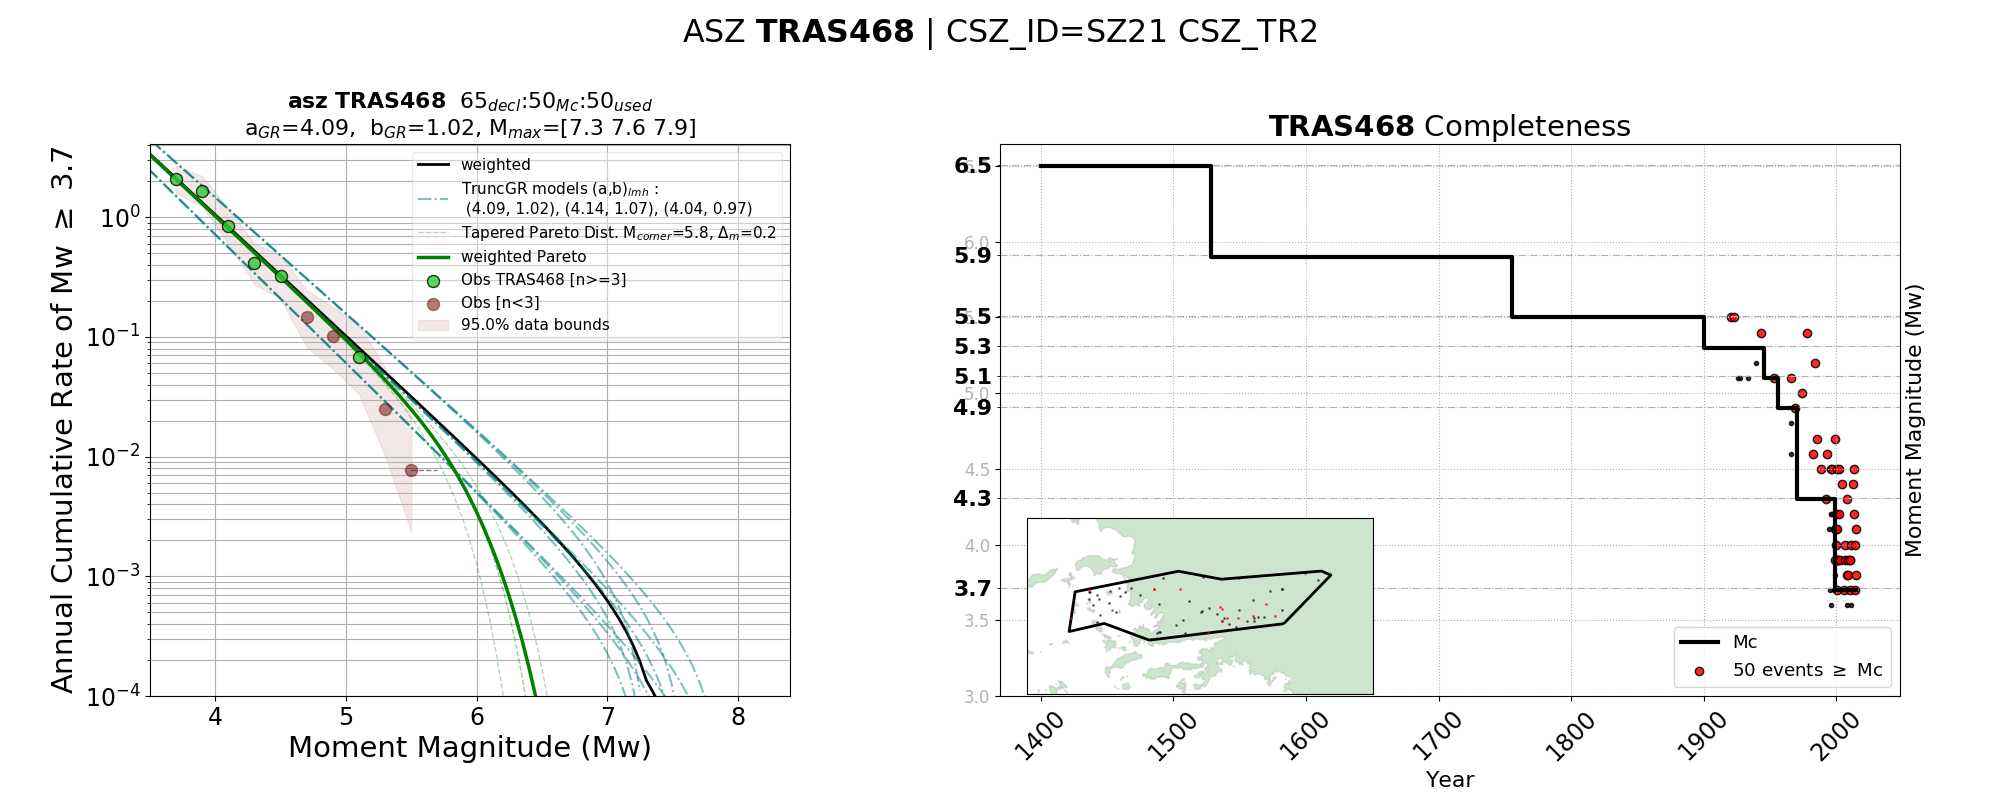 ASZ TRAS468 | CSZ_ID=SZ21 CSZ_TR2
asz TRAS468 65decl:50Mc:50used
aGR=4.09, bGR=1.02, Mmax=[7.3 7.6 7.9]
Annual Cumulative Rate of Mw ≥ 3.7
10^0
10^-1
10^-2
10^-3
10^-4
weighted
TruncGR models (a,b)lmh :
(4.09, 1.02), (4.14, 1.07), (4.04, 0.97)
Tapered Pareto Dist. Mcorner=5.8, Δm=0.2
weighted Pareto
Obs TRAS468 [n>=3]
Obs [n<3]
95.0% data bounds
4 5 6 7 8
Moment Magnitude (Mw)
TRAS468 Completeness
6.5
6.0
5.9
5.5
5.3
5.1
5.0
4.9
4.5
4.3
4.0
3.7
3.5
3.0
Moment Magnitude (Mw)
Mc
50 events ≥ Mc
1400 1500 1600 1700 1800 1900 2000
Year